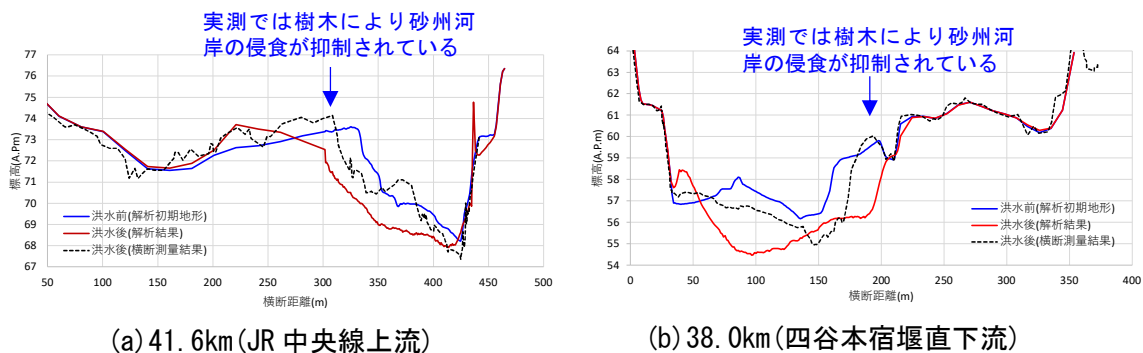 実測では樹木により砂州河
岸の侵食が抑制されている
77
76
75
74
73
72
71
70
69
68
67
標高(A.Pm)
洪水前(解析初期地形)
洪水後(解析結果)
洪水後(横断測量結果)
50 100 150 200 250 300 350 400 450 500
横断距離(m)
(a)41.6km(JR中央線上流)
実測では樹木により砂州河
岸の侵食が抑制されている
64
63
62
61
60
59
58
57
56
55
54
53
標高(A.Pm)
洪水前(解析初期地形)
洪水後(解析結果)
洪水後(横断測量結果)
0 50 100 150 200 250 300 350 400
横断距離(m)
(b)38.0km(四谷本宿堰直下流)